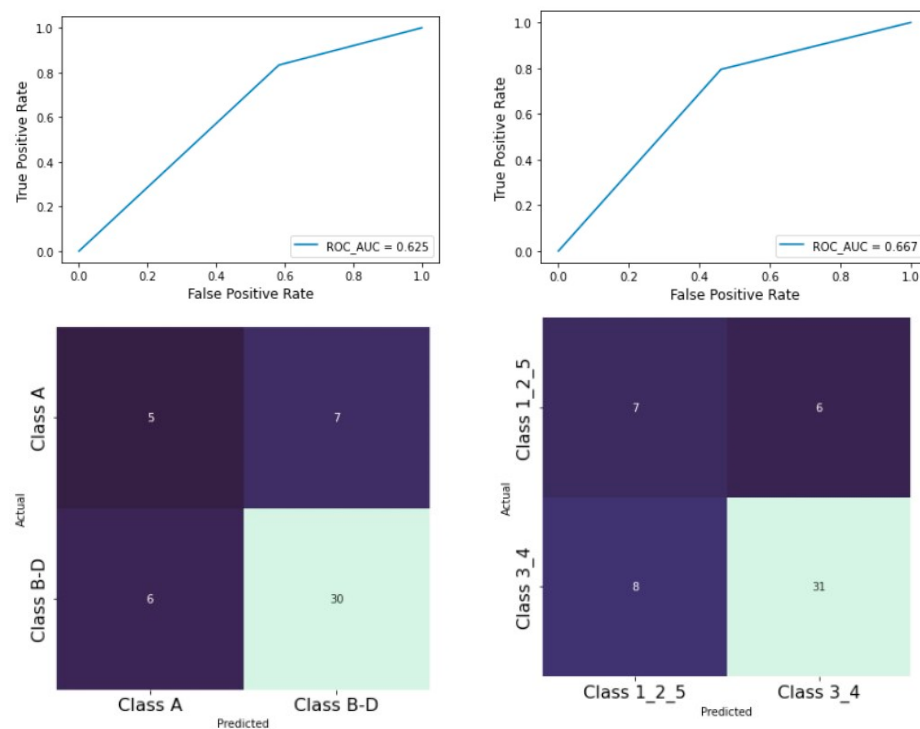 1.0
0.8
0.6
0.4
0.2
0.0
True Positive Rate
ROC_AUC = 0.625
0.0 0.2 0.4 0.6 0.8 1.0
False Positive Rate
1.0
0.8
0.6
0.4
0.2
0.0
True Positive Rate
ROC_AUC = 0.667
0.0 0.2 0.4 0.6 0.8 1.0
False Positive Rate
Actual
Class A
5 7
Class B-D
6 30
Class A Class B-D
Predicted
Actual
Class 1_2_5
7 6
Class 3_4
8 31
Class 1_2_5 Class 3_4
Predicted